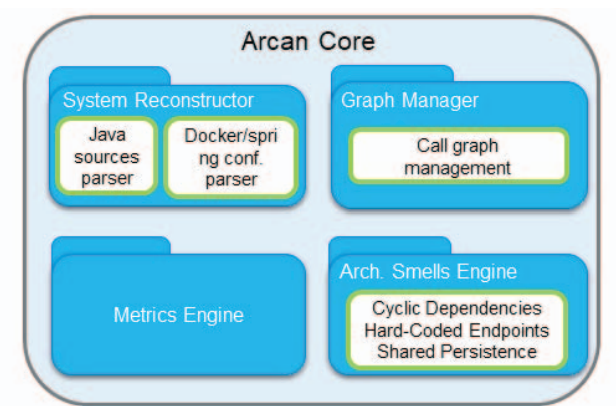 Arcan Core
System Reconstructor
Java
sources
parser
Docker/spri
ng conf.
parser
Graph Manager
Call graph
management
Metrics Engine
Arch. Smells Engine
Cyclic Dependencies
Hard-Coded Endpoints
Shared Persistence